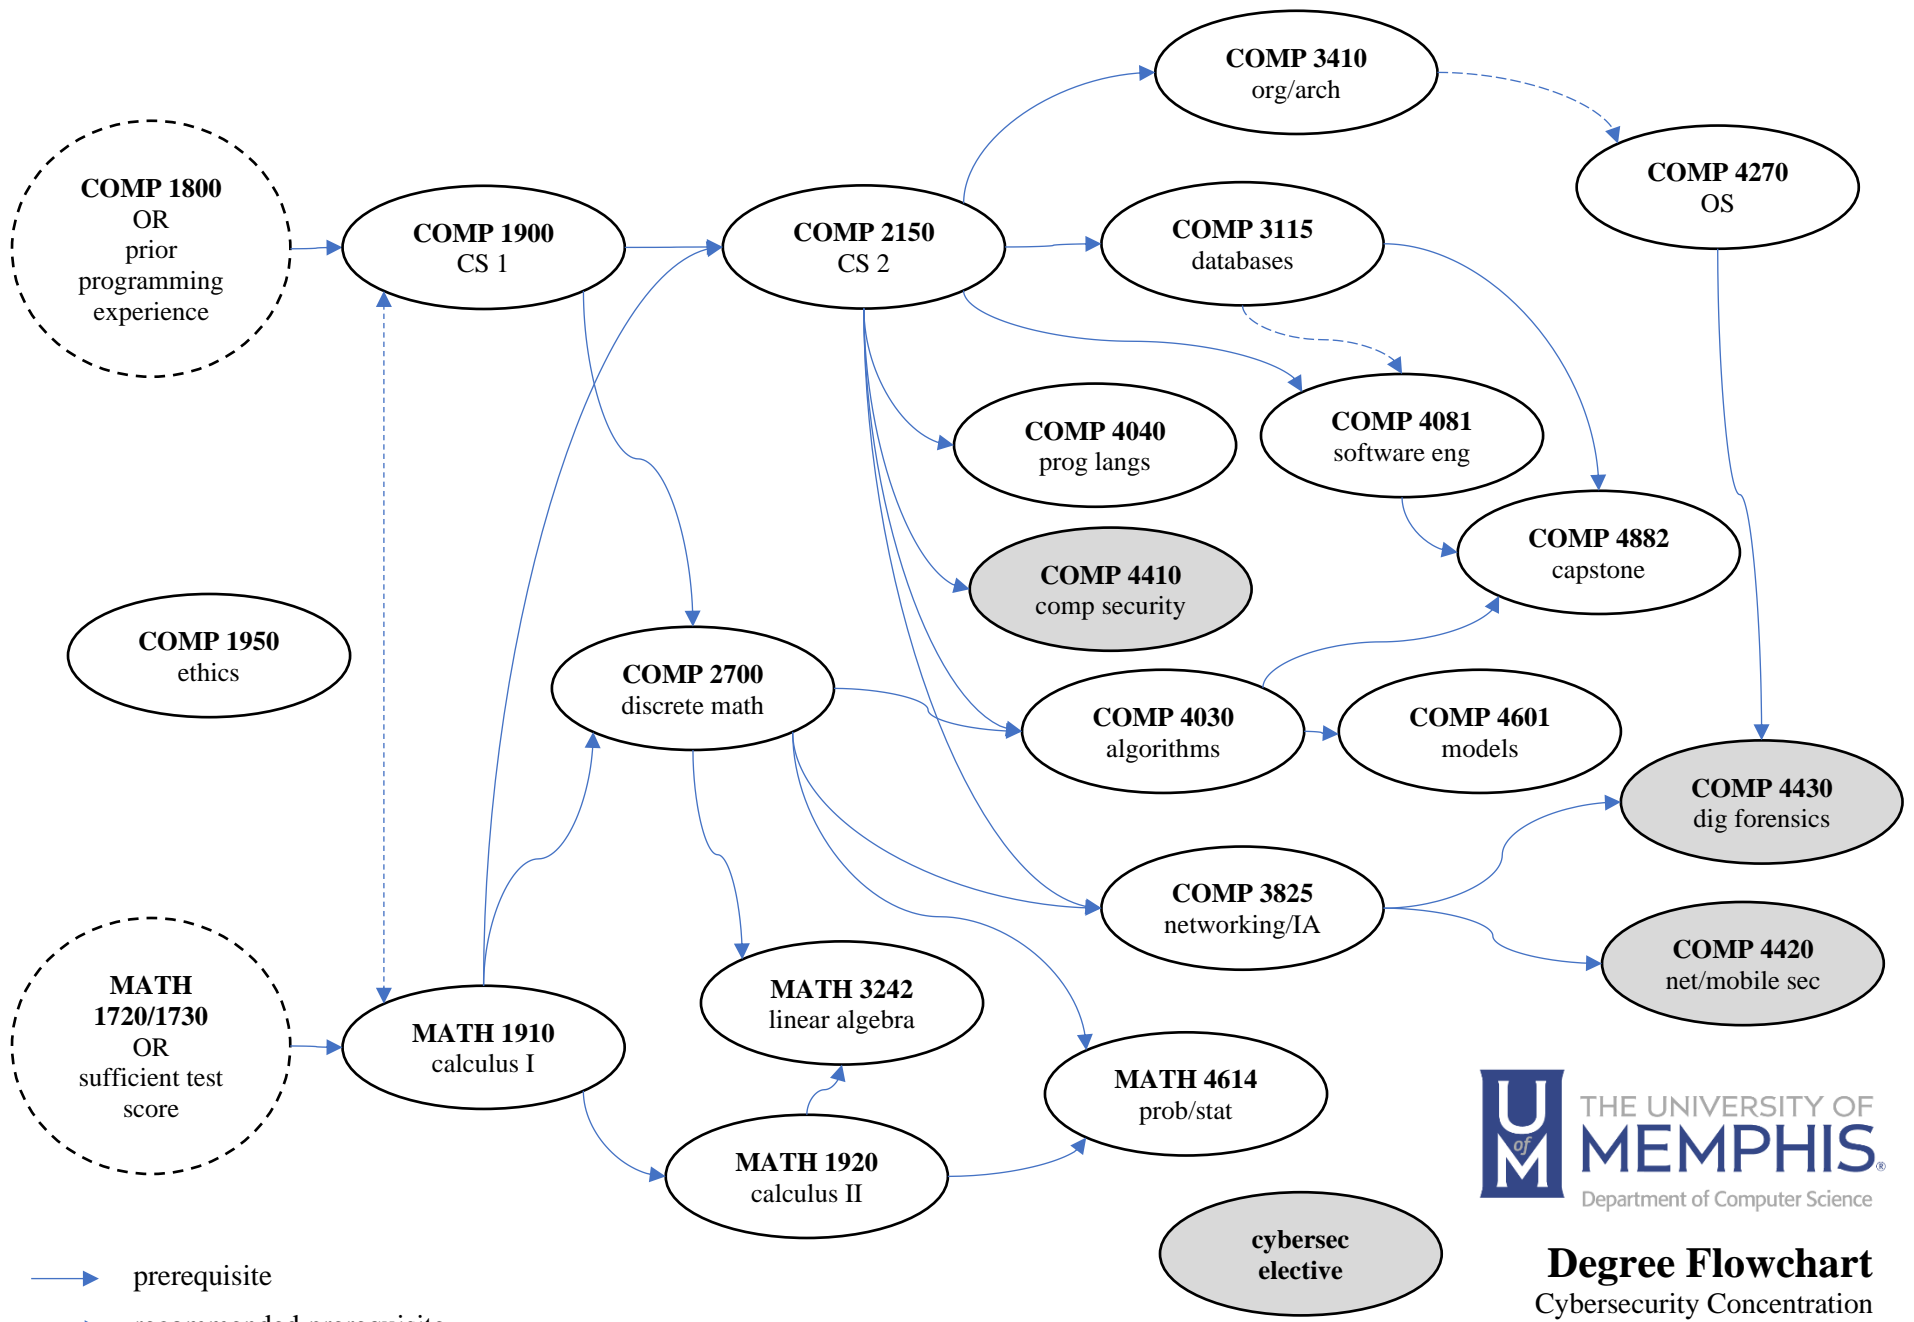 COMP 3410
org/arch
COMP 4270
OS
COMP 1800
OR
prior
programming
experience
COMP 1900
CS 1
COMP 2150
CS 2
COMP 3115
databases
COMP 4040
prog langs
COMP 4081
software eng
COMP 4410
comp security
COMP 4882
capstone
COMP 1950
ethics
COMP 2700
discrete math
COMP 4030
algorithms
COMP 4601
models
COMP 4430
dig forensics
COMP 3825
networking/IA
COMP 4420
net/mobile sec
MATH
1720/1730
OR
sufficient test
score
MATH 1910
calculus I
MATH 3242
linear algebra
MATH 4614
prob/stat
MATH 1920
calculus II
U
of
M
THE UNIVERSITY OF
MEMPHIS®
Department of Computer Science
cybersec
elective
Degree Flowchart
Cybersecurity Concentration
prerequisite
recommended prerequisite